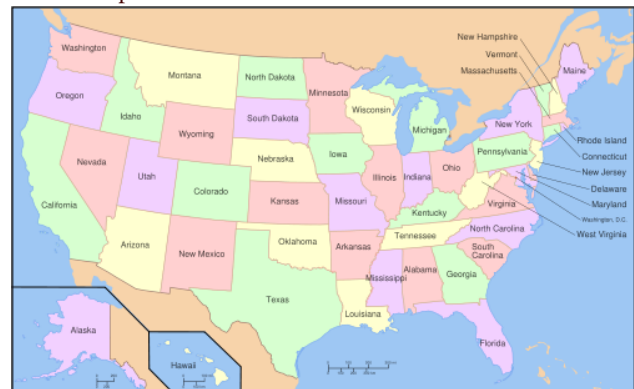 New Hampshire
Vermont
Massachusetts
Washington
Montana
North Dakota
Minnesota
Maine
Oregon
Idaho
South Dakota
Wisconsin
Michigan
New York
Wyoming
Rhode Island
Connecticut
New Jersey
Delaware
Maryland
Washington, D.C.
West Virginia
Nebraska
Iowa
Pennsylvania
Nevada
Utah
Colorado
Kansas
Missouri
Illinois
Indiana
Ohio
Virginia
Kentucky
California
Arizona
New Mexico
Oklahoma
Arkansas
Tennessee
North Carolina
South
Carolina
Texas
Louisiana
Mississippi
Alabama
Georgia
Florida
Alaska
Hawaii